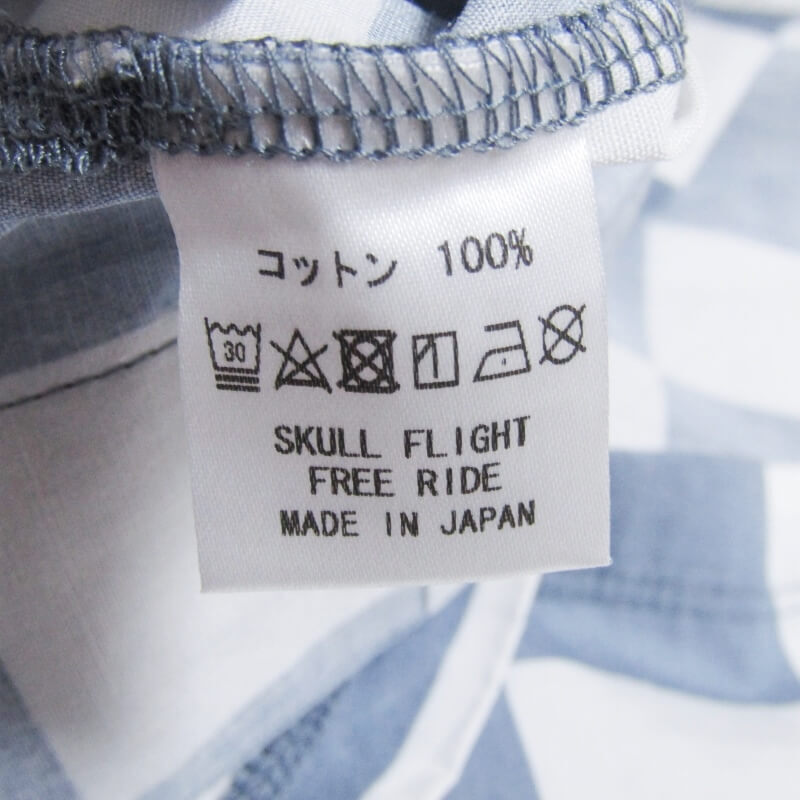 コットン 100%
30
SKULL FLIGHT
FREE RIDE
MADE IN JAPAN